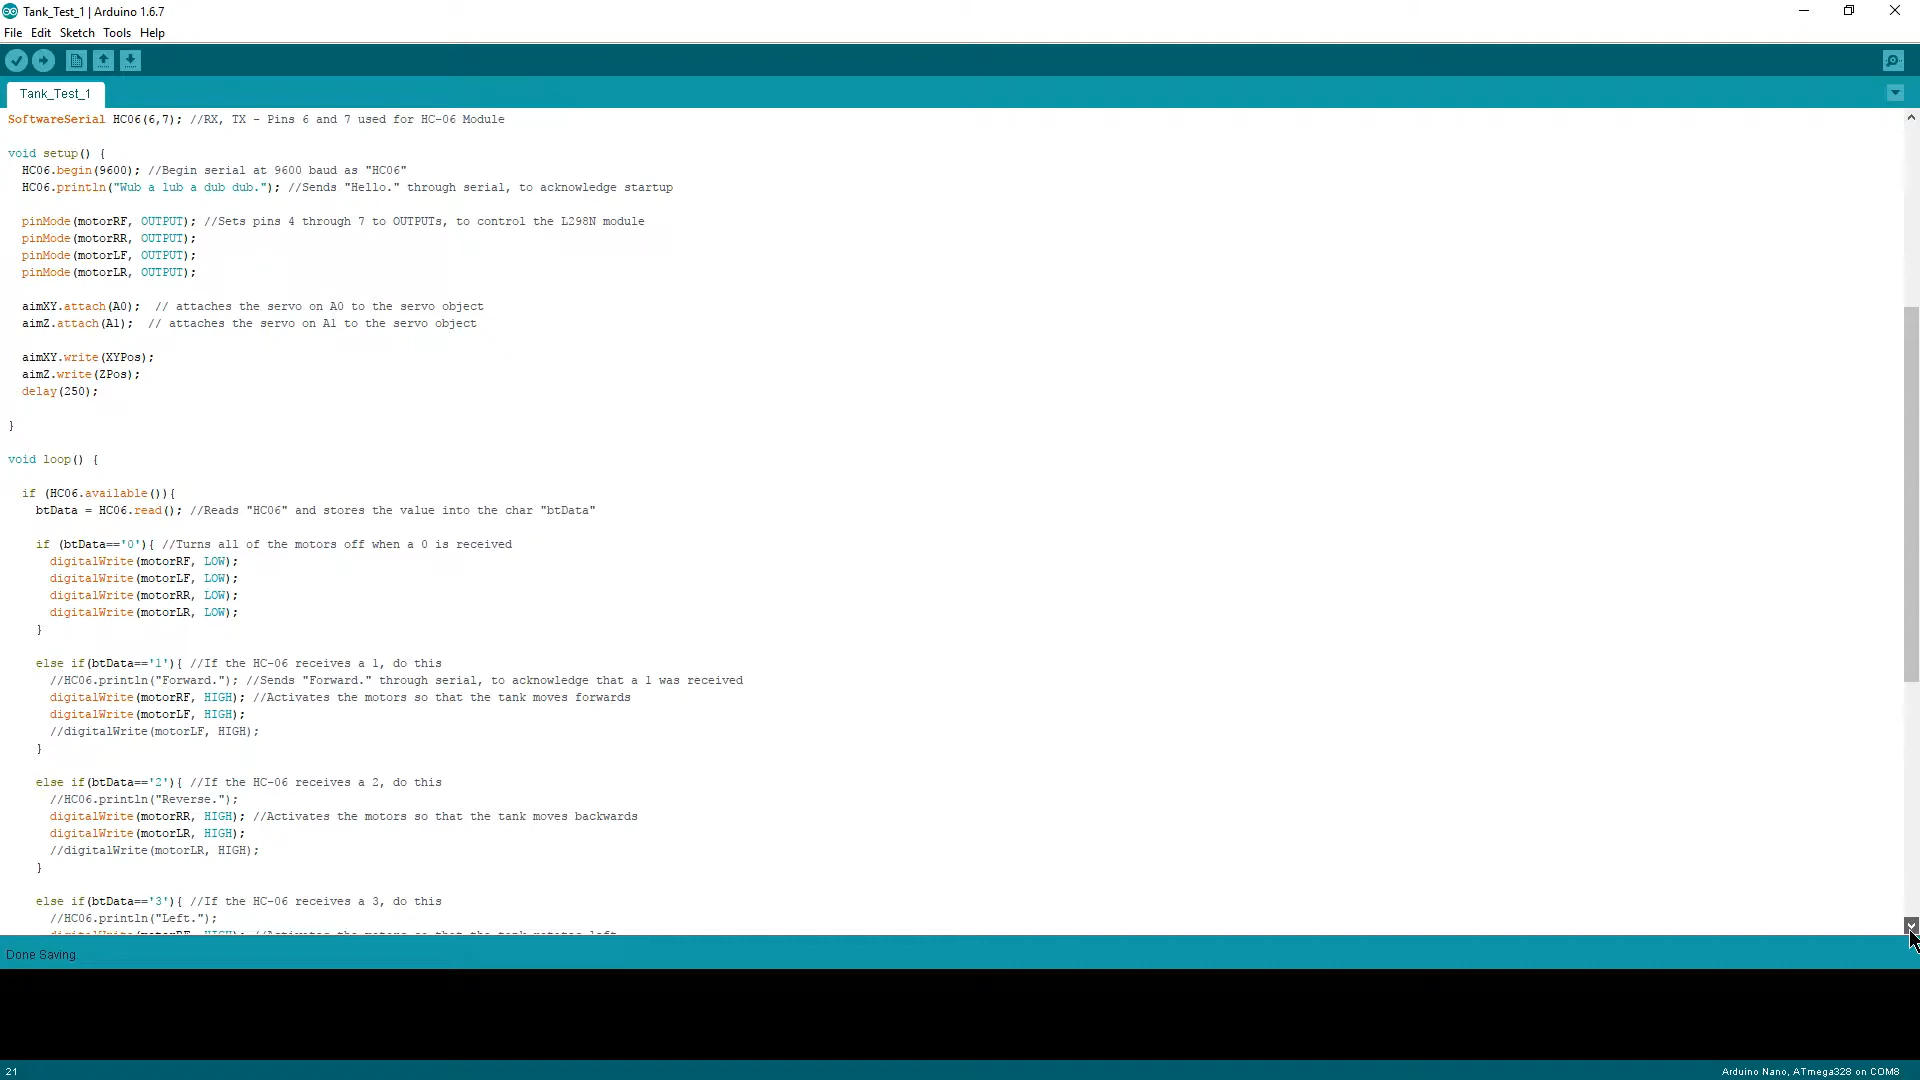 Tank_Test_1 | Arduino 1.6.7
File Edit Sketch Tools Help
Tank_Test_1
SoftwareSerial HC06(6,7); //RX, TX - Pins 6 and 7 used for HC-06 Module
void setup() {
HC06.begin(9600); //Begin serial at 9600 baud as "HC06"
HC06.println("Wub a lub a dub dub."); //Sends "Hello." through serial, to acknowledge startup
pinMode(motorRF, OUTPUT); //Sets pins 4 through 7 to OUTPUTs, to control the L298N module
pinMode(motorRR, OUTPUT);
pinMode(motorLF, OUTPUT);
pinMode(motorLR, OUTPUT);
aimXY.attach(A0);  // attaches the servo on A0 to the servo object
aimZ.attach(A1);  // attaches the servo on A1 to the servo object
aimXY.write(XYPos);
aimZ.write(ZPos);
delay(250);
}
void loop() {
if (HC06.available()){
btData = HC06.read(); //Reads "HC06" and stores the value into the char "btData"
if (btData=='0'){ //Turns all of the motors off when a 0 is received
digitalWrite(motorRF, LOW);
digitalWrite(motorLF, LOW);
digitalWrite(motorRR, LOW);
digitalWrite(motorLR, LOW);
}
else if(btData=='1'){ //If the HC-06 receives a 1, do this
//HC06.println("Forward."); //Sends "Forward." through serial, to acknowledge that a 1 was received
digitalWrite(motorRF, HIGH); //Activates the motors so that the tank moves forwards
digitalWrite(motorLF, HIGH);
//digitalWrite(motorLF, HIGH);
}
else if(btData=='2'){ //If the HC-06 receives a 2, do this
//HC06.println("Reverse.");
digitalWrite(motorRR, HIGH); //Activates the motors so that the tank moves backwards
digitalWrite(motorLR, HIGH);
//digitalWrite(motorLR, HIGH);
}
else if(btData=='3'){ //If the HC-06 receives a 3, do this
//HC06.println("Left.");
digitalWrite(motorRF, HIGH); //Activates the motors so that the tank rotates left
Done Saving.
21
Arduino Nano, ATmega328 on COM8